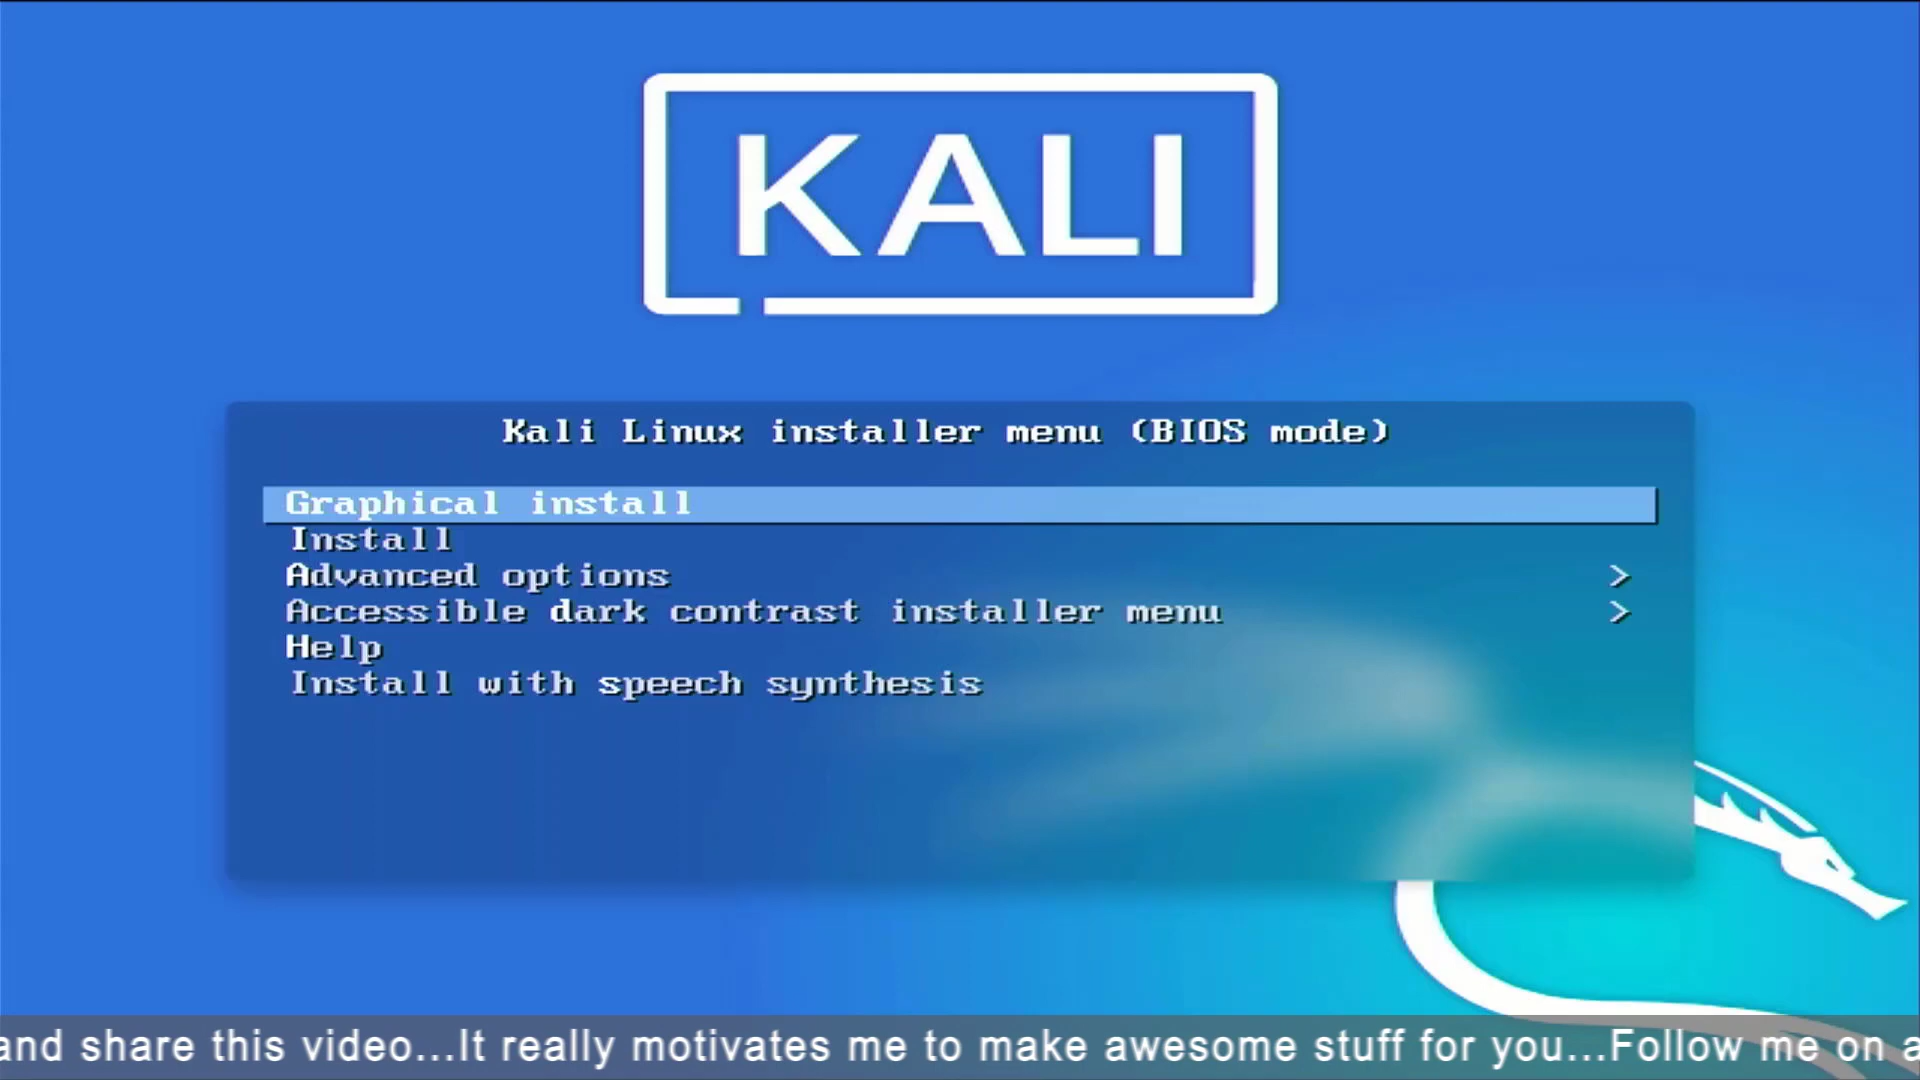 KALI
Kali Linux installer menu (BIOS mode)
Graphical install
Install
Advanced options >
Accessible dark contrast installer menu >
Help
Install with speech synthesis
and share this video...It really motivates me to make awesome stuff for you...Follow me on a